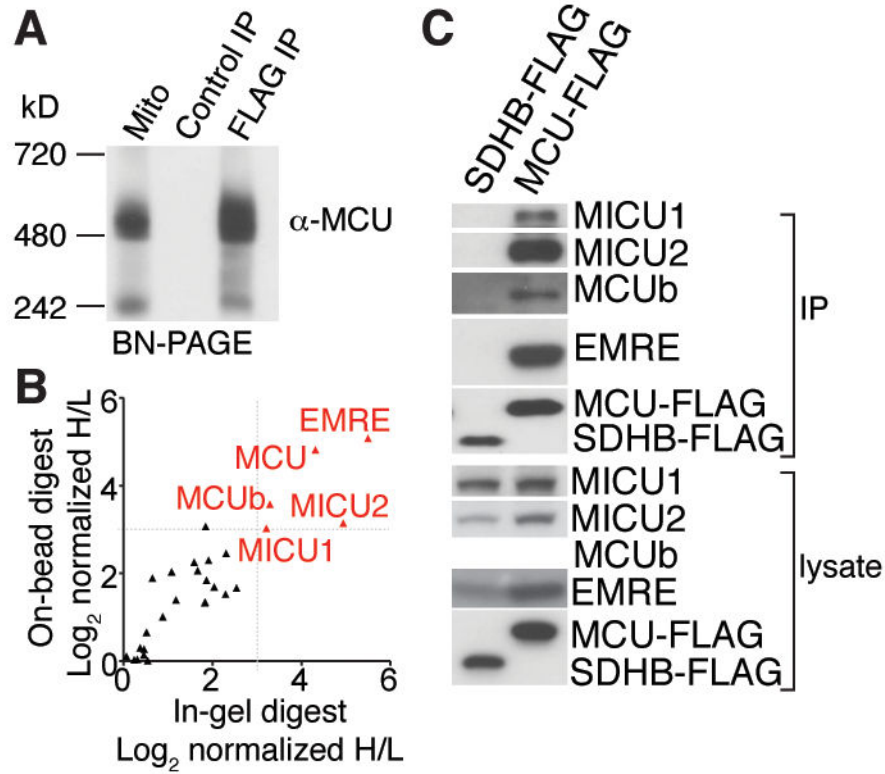 A
kD
Mito
Control IP
FLAG IP
720
480
242
α-MCU
BN-PAGE
B
On-bead digest
Log2 normalized H/L
6
4
2
0
EMRE
MCU
MCUb
MICU2
MICU1
0 2 4 6
In-gel digest
Log2 normalized H/L
C
SDHB-FLAG
MCU-FLAG
MICU1
MICU2
MCUb
EMRE
MCU-FLAG
SDHB-FLAG
IP
MICU1
MICU2
MCUb
EMRE
MCU-FLAG
SDHB-FLAG
lysate